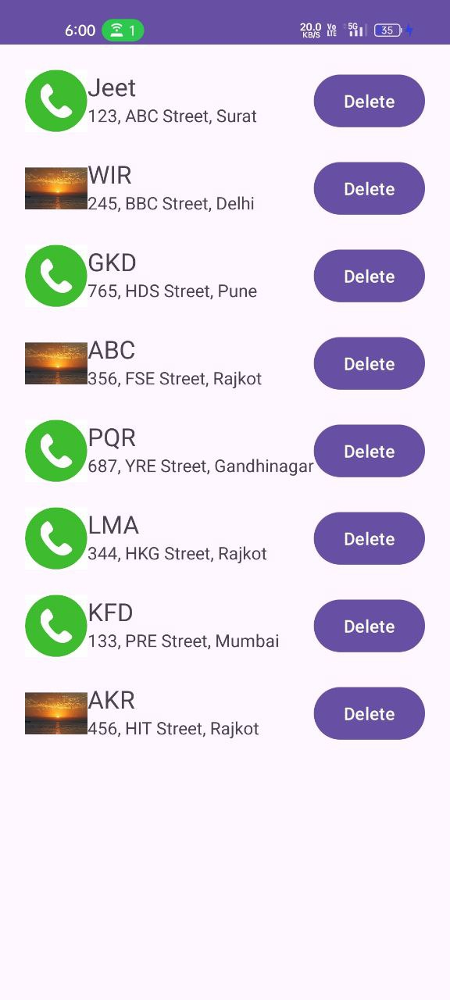 6:00 1 20.0 KB/S Vo LTE 5G 35
Jeet
123, ABC Street, Surat
Delete
WIR
245, BBC Street, Delhi
Delete
GKD
765, HDS Street, Pune
Delete
ABC
356, FSE Street, Rajkot
Delete
PQR
687, YRE Street, Gandhinagar
Delete
LMA
344, HKG Street, Rajkot
Delete
KFD
133, PRE Street, Mumbai
Delete
AKR
456, HIT Street, Rajkot
Delete